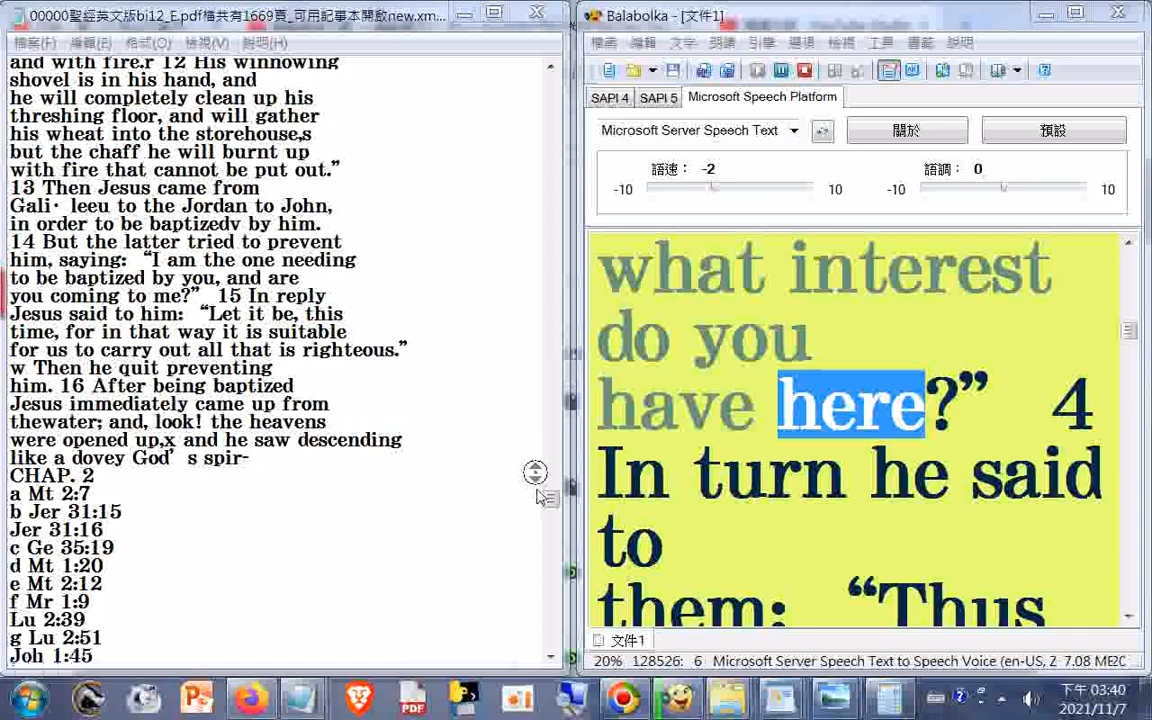 00000聖經英文版bi12_E.pdf檔共有1669頁_可用記事本開啟new.xm...
檔案(F) 編輯(E) 格式(O) 檢視(V) 說明(H)
and with fire.r 12 His winnowing
shovel is in his hand, and
he will completely clean up his
threshing floor, and will gather
his wheat into the storehouse,s
but the chaff he will burnt up
with fire that cannot be put out.”
13 Then Jesus came from
Gali· leeu to the Jordan to John,
in order to be baptizedv by him.
14 But the latter tried to prevent
him, saying: “I am the one needing
to be baptized by you, and are
you coming to me?” 15 In reply
Jesus said to him: “Let it be, this
time, for in that way it is suitable
for us to carry out all that is righteous.”
w Then he quit preventing
him. 16 After being baptized
Jesus immediately came up from
thewater; and, look! the heavens
were opened up,x and he saw descending
like a dovey God’s spir-
CHAP. 2
a Mt 2:7
b Jer 31:15
Jer 31:16
c Ge 35:19
d Mt 1:20
e Mt 2:12
f Mr 1:9
Lu 2:39
g Lu 2:51
Joh 1:45
Balabolka - [文件1]
檔案 編輯 文字 朗讀 引擎 選項 檢視 工具 書籤 說明
SAPI 4 SAPI 5 Microsoft Speech Platform
Microsoft Server Speech Text 關於 預設
語速： -2 語調： 0
-10 10 -10 10
what interest
do you
have here?” 4
In turn he said
to
them: “Thus
文件1
20% 128526: 6 Microsoft Server Speech Text to Speech Voice (en-US, Z 7.08 ME2C
PDF
下午 03:40
2021/11/7